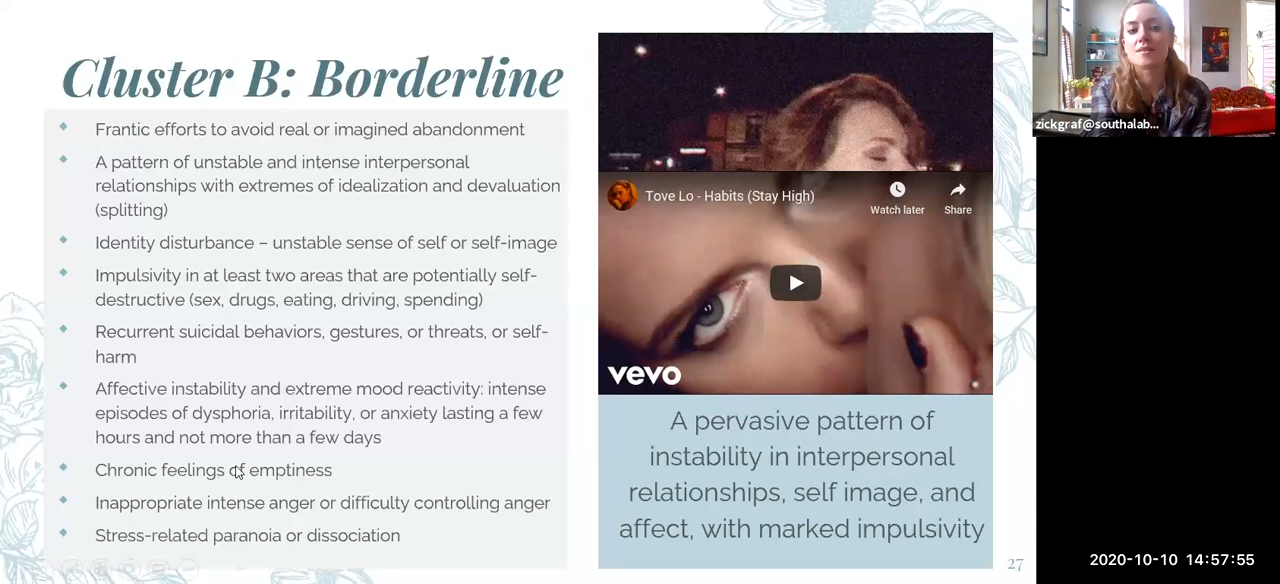 Cluster B: Borderline
Frantic efforts to avoid real or imagined abandonment
A pattern of unstable and intense interpersonal
relationships with extremes of idealization and devaluation
(splitting)
Identity disturbance – unstable sense of self or self-image
Impulsivity in at least two areas that are potentially self-
destructive (sex, drugs, eating, driving, spending)
Recurrent suicidal behaviors, gestures, or threats, or self-
harm
Affective instability and extreme mood reactivity: intense
episodes of dysphoria, irritability, or anxiety lasting a few
hours and not more than a few days
Chronic feelings of emptiness
Inappropriate intense anger or difficulty controlling anger
Stress-related paranoia or dissociation
Tove Lo - Habits (Stay High)
Watch later
Share
vevo
A pervasive pattern of
instability in interpersonal
relationships, self image, and
affect, with marked impulsivity
27
zickgraf@southalab...
2020-10-10 14:57:55